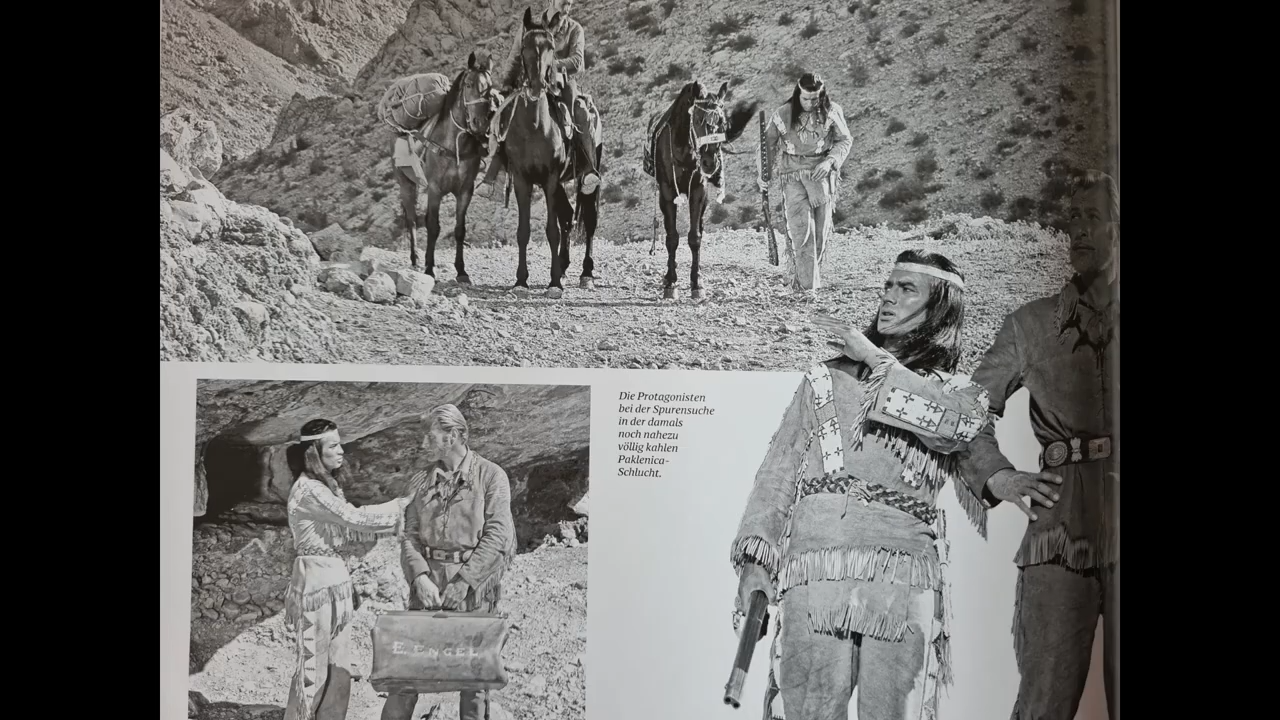 Die Protagonisten
bei der Spurensuche
in der damals
noch nahezu
völlig kahlen
Paklenica-
Schlucht.
E. ENGEL